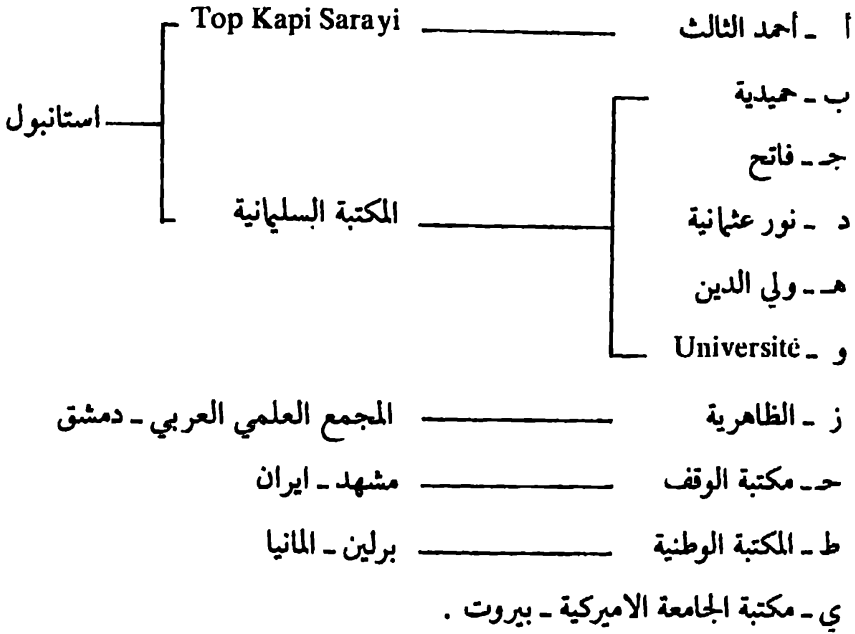 أ - أحمد الثالث Top Kapi Sarayi
ب - حميدية
استانبول
جـ - فاتح
د - نور عثمانية المكتبة السليمانية
هـ - ولي الدين
و - Université
ز - الظاهرية المجمع العلمي العربي - دمشق
حـ - مكتبة الوقف مشهد - ايران
ط - المكتبة الوطنية برلين - المانيا
ي - مكتبة الجامعة الاميركية - بيروت .